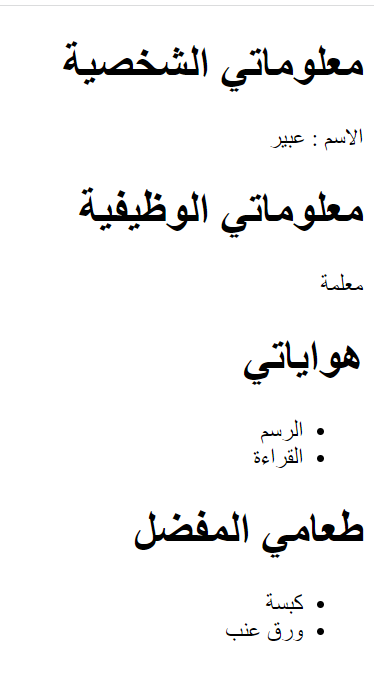 معلوماتي الشخصية
الاسم : عبير
معلوماتي الوظيفية
معلمة
هواياتي
• الرسم
• القراءة
طعامي المفضل
• كبسة
• ورق عنب